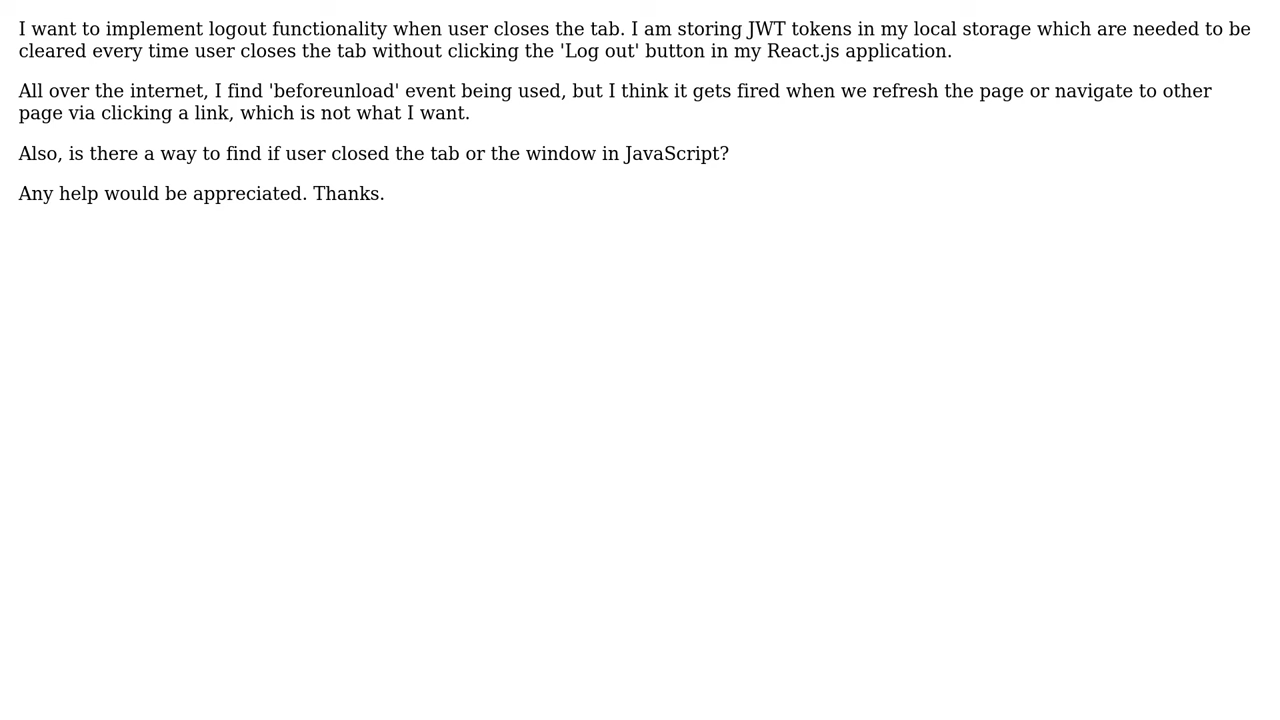 I want to implement logout functionality when user closes the tab. I am storing JWT tokens in my local storage which are needed to be
cleared every time user closes the tab without clicking the 'Log out' button in my React.js application.
All over the internet, I find 'beforeunload' event being used, but I think it gets fired when we refresh the page or navigate to other
page via clicking a link, which is not what I want.
Also, is there a way to find if user closed the tab or the window in JavaScript?
Any help would be appreciated. Thanks.